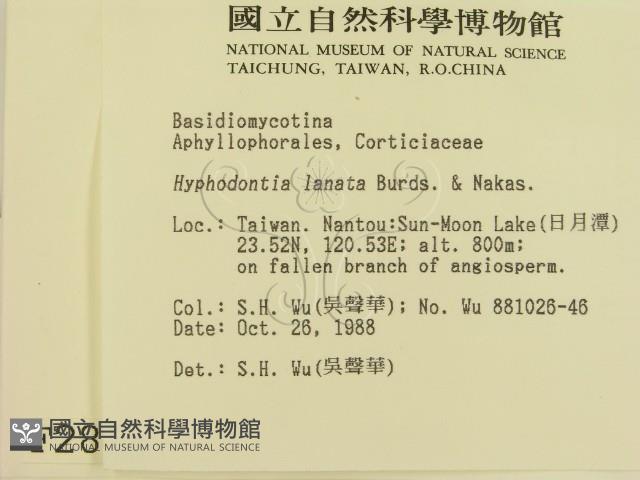 國立自然科學博物館
NATIONAL MUSEUM OF NATURAL SCIENCE
TAICHUNG, TAIWAN, R.O.CHINA
Basidiomycotina
Aphyllophorales, Corticiaceae
Hyphodontia lanata Burds. & Nakas.
Loc.: Taiwan. Nantou:Sun-Moon Lake(日月潭)
23.52N, 120.53E; alt. 800m;
on fallen branch of angiosperm.
Col.: S.H. Wu(吳聲華); No. Wu 881026-46
Date: Oct. 26, 1988
Det.: S.H. Wu(吳聲華)
國立自然科學博物館
NATIONAL MUSEUM OF NATURAL SCIENCE